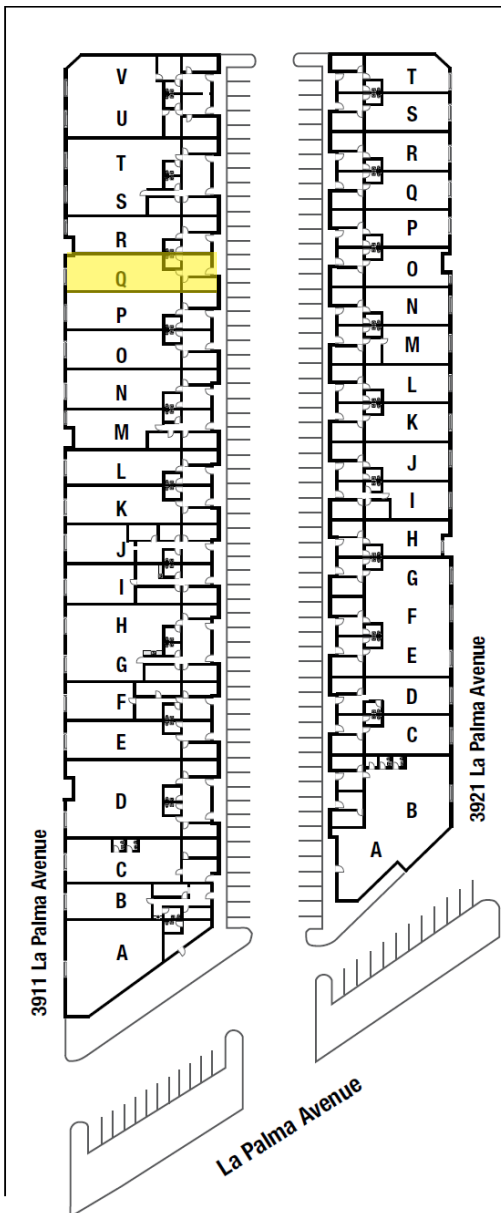 V
U
T
S
R
Q
P
O
N
M
L
K
J
I
H
G
F
E
D
C
B
A
3911 La Palma Avenue
T
S
R
Q
P
O
N
M
L
K
J
I
H
G
F
E
D
C
B
A
3921 La Palma Avenue
La Palma Avenue